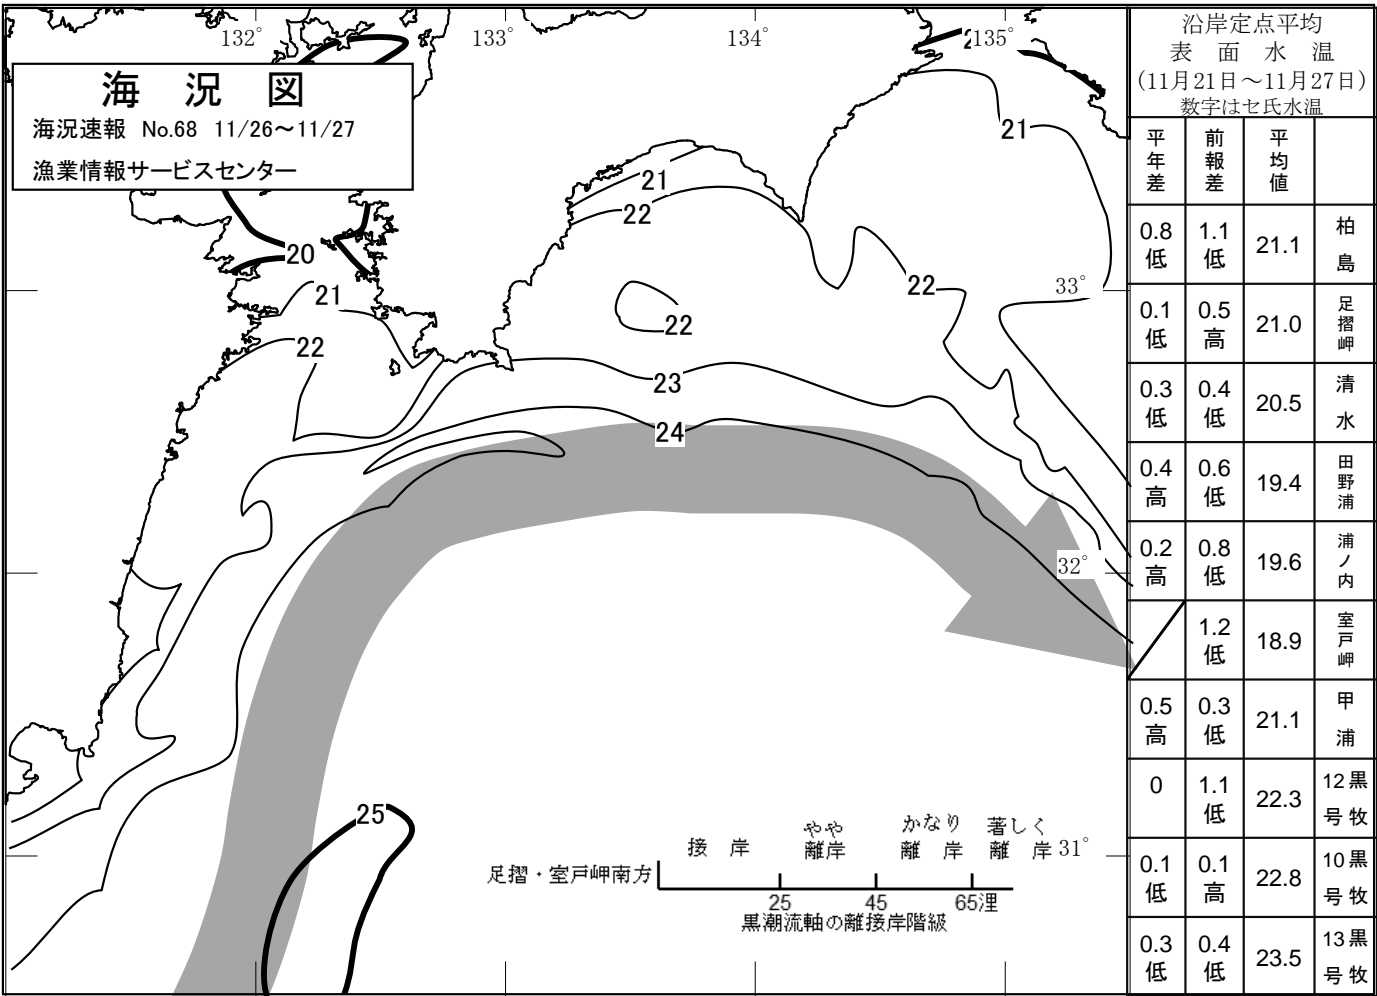 海況図
海況速報 No.68 11/26～11/27
漁業情報サービスセンター
132°
133°
134°
135°
2
21
21
22
20
21
22
33°
22
22
23
24
32°
25
31°
接岸
やや離岸
かなり離岸
著しく離岸
足摺・室戸岬南方
25 45 65浬
黒潮流軸の離接岸階級
沿岸定点平均
表面水温
(11月21日～11月27日)
数字はセ氏水温
平年差 前報差 平均値
0.8低 1.1低 21.1 柏島
0.1低 0.5高 21.0 足摺岬
0.3低 0.4低 20.5 清水
0.4高 0.6低 19.4 田野浦
0.2高 0.8低 19.6 浦ノ内
1.2低 18.9 室戸岬
0.5高 0.3低 21.1 甲浦
0 1.1低 22.3 黒牧12号
0.1低 0.1高 22.8 黒牧10号
0.3低 0.4低 23.5 黒牧13号